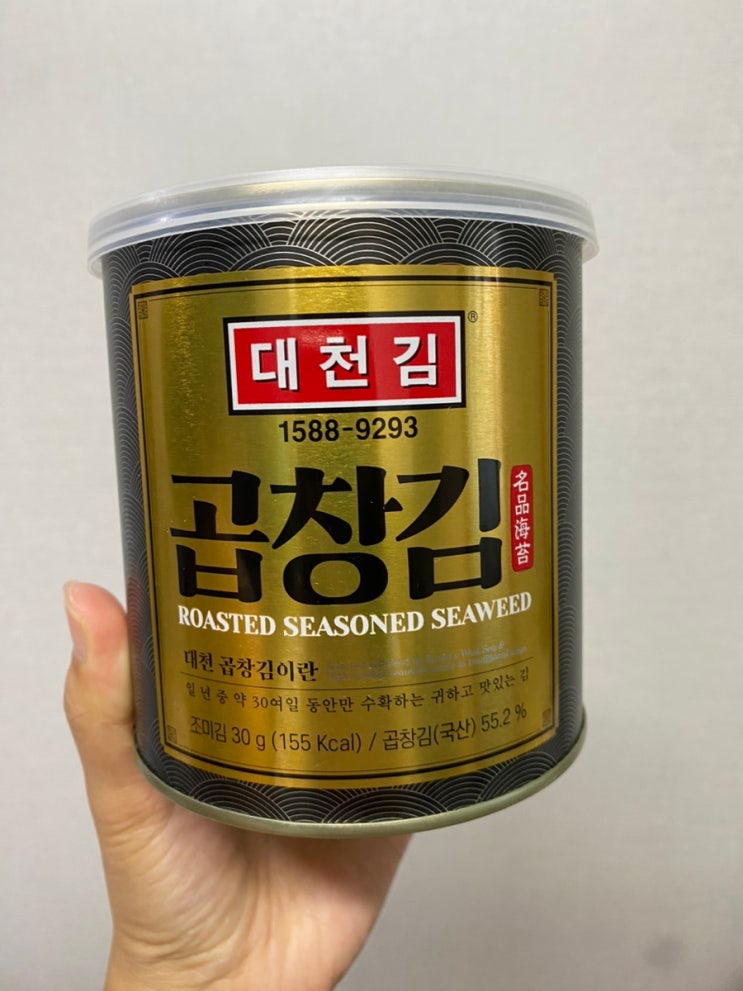 대천김
®
1588-9293
곱창김
名品海苔
ROASTED SEASONED SEAWEED
대천 곱창김이란
일 년 중 약 30여일 동안만 수확하는 귀하고 맛있는 김
조미김 30 g (155 Kcal) / 곱창김(국산) 55.2 %